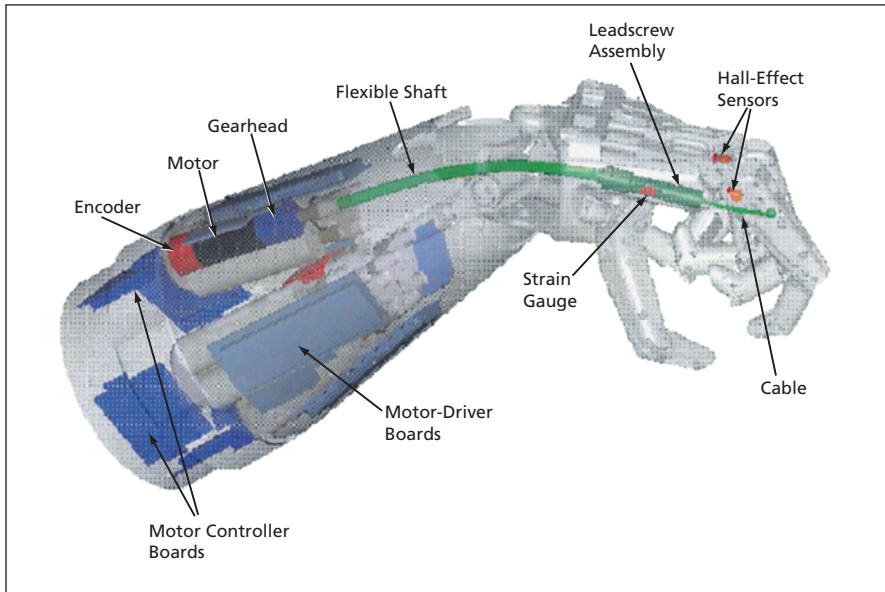 Leadscrew
Assembly
Hall-Effect
Sensors
Flexible Shaft
Gearhead
Motor
Encoder
Strain
Gauge
Cable
Motor-Driver
Boards
Motor Controller
Boards